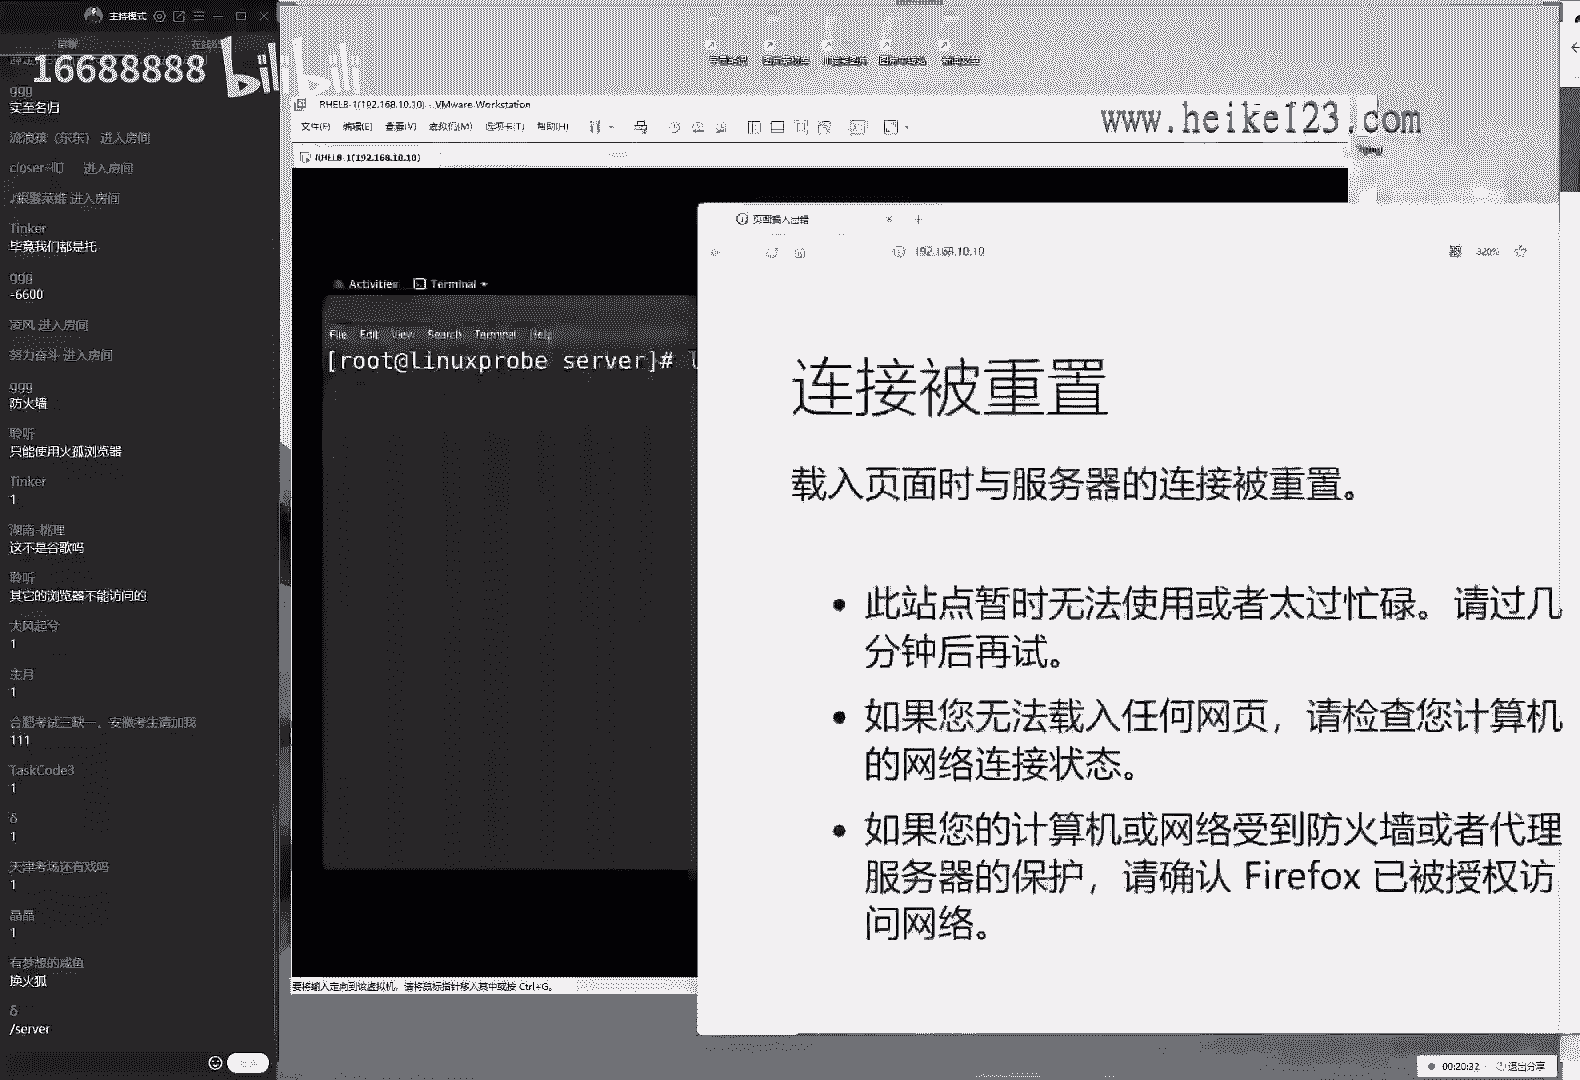 主持模式
16688888
bilibili
ggg
实至名归
流浪孩（东东） 进入房间
进入房间
进入房间
Tinker
毕竟我们都是托
ggg
-6600
凌风 进入房间
努力奋斗 进入房间
ggg
防火墙
聆听
只能使用火孤浏览器
Tinker
1
湖南-桃理
这不是谷歌吗
聆听
其它的浏览器不能访问的
大风起兮
1
生月
1
合肥考试三缺一，安徽考生请加我
111
TaskCode3
1
δ
1
天津考场还有戏吗
1
晶晶
1
有梦想的咸鱼
换火狐
δ
/server
RHEL8-1(192.168.10.10) - VMware Workstation
文件(F) 编辑(E) 查看(V) 虚拟机(M) 选项卡(T) 帮助(H)
www.heike123.com
RHEL8-1(192.168.10.10)
Activities Terminal
File Edit View Search Terminal Help
[root@linuxprobe server]# l
页面载入出错
192.168.10.10
连接被重置
载入页面时与服务器的连接被重置。
此站点暂时无法使用或者太过忙碌。请过几
分钟后再试。
如果您无法载入任何网页，请检查您计算机
的网络连接状态。
如果您的计算机或网络受到防火墙或者代理
服务器的保护，请确认 Firefox 已被授权访
问网络。
要将输入定向到该虚拟机，请将鼠标指针移入其中或按 Ctrl+G。
00:20:32 退出分享